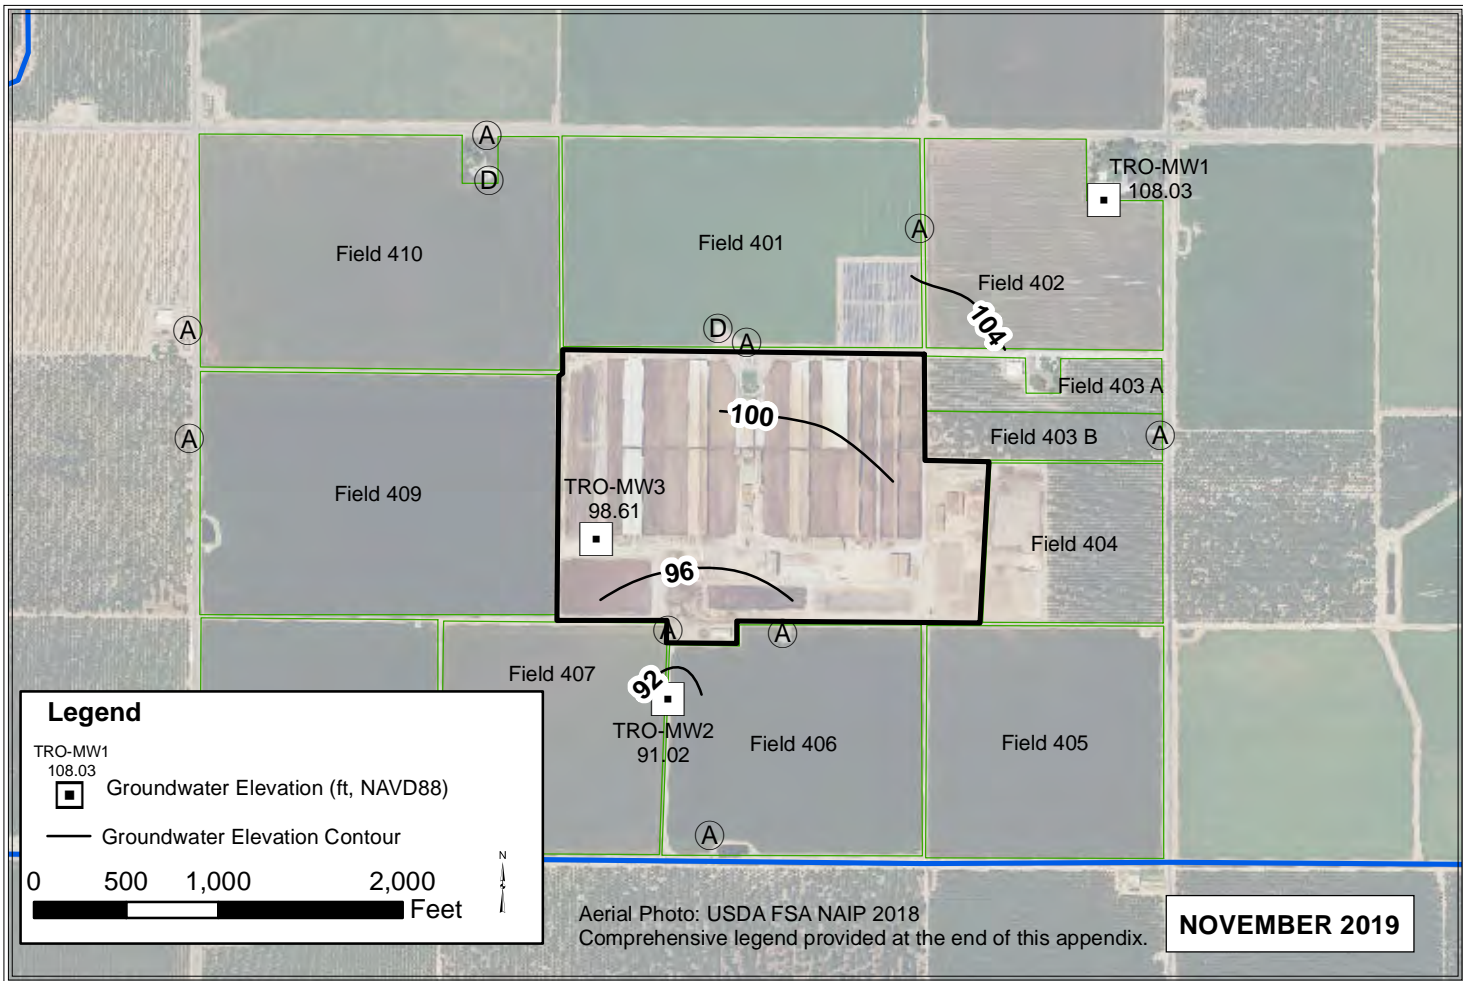 A
D
TRO-MW1
108.03
A
Field 410
Field 401
Field 402
104
A
D
A
Field 403 A
100
Field 403 B
A
A
Field 409
TRO-MW3
98.61
Field 404
96
A
A
Field 407
92
TRO-MW2
91.02
Field 406
Field 405
A
Legend
TRO-MW1
108.03
Groundwater Elevation (ft, NAVD88)
Groundwater Elevation Contour
N
0 500 1,000 2,000
Feet
Aerial Photo: USDA FSA NAIP 2018
Comprehensive legend provided at the end of this appendix.
NOVEMBER 2019